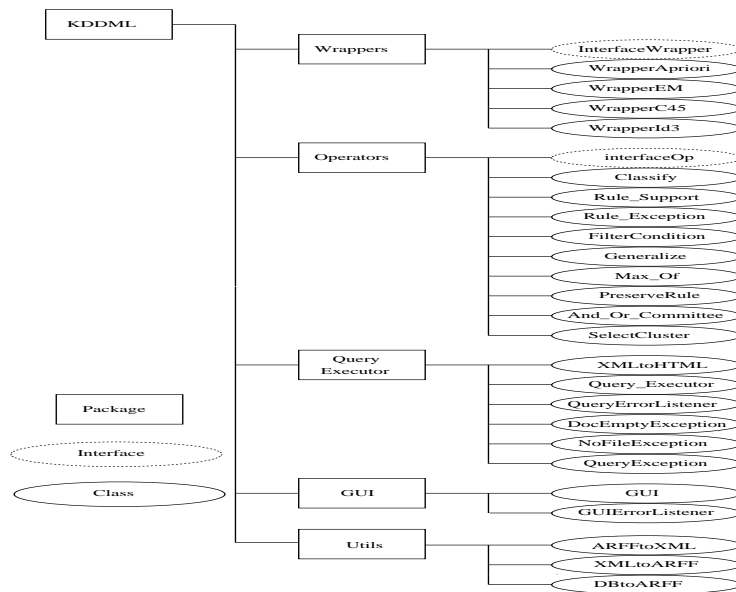 KDDML
Wrappers
InterfaceWrapper
WrapperApriori
WrapperEM
WrapperC45
WrapperId3
Operators
interfaceOp
Classify
Rule_Support
Rule_Exception
FilterCondition
Generalize
Max_Of
PreserveRule
And_Or_Committee
SelectCluster
Query
Executor
XMLtoHTML
Query_Executor
QueryErrorListener
DocEmptyException
NoFileException
QueryException
Package
Interface
Class
GUI
GUI
GUIErrorListener
Utils
ARFFtoXML
XMLtoARFF
DBtoARFF